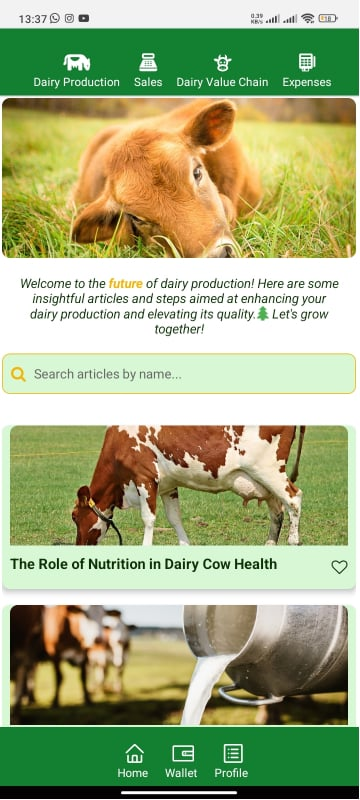 13:37
0.39
KB/s
18
Dairy Production Sales Dairy Value Chain Expenses
Welcome to the future of dairy production! Here are some
insightful articles and steps aimed at enhancing your
dairy production and elevating its quality.🌲 Let's grow
together!
Search articles by name...
The Role of Nutrition in Dairy Cow Health
Home Wallet Profile